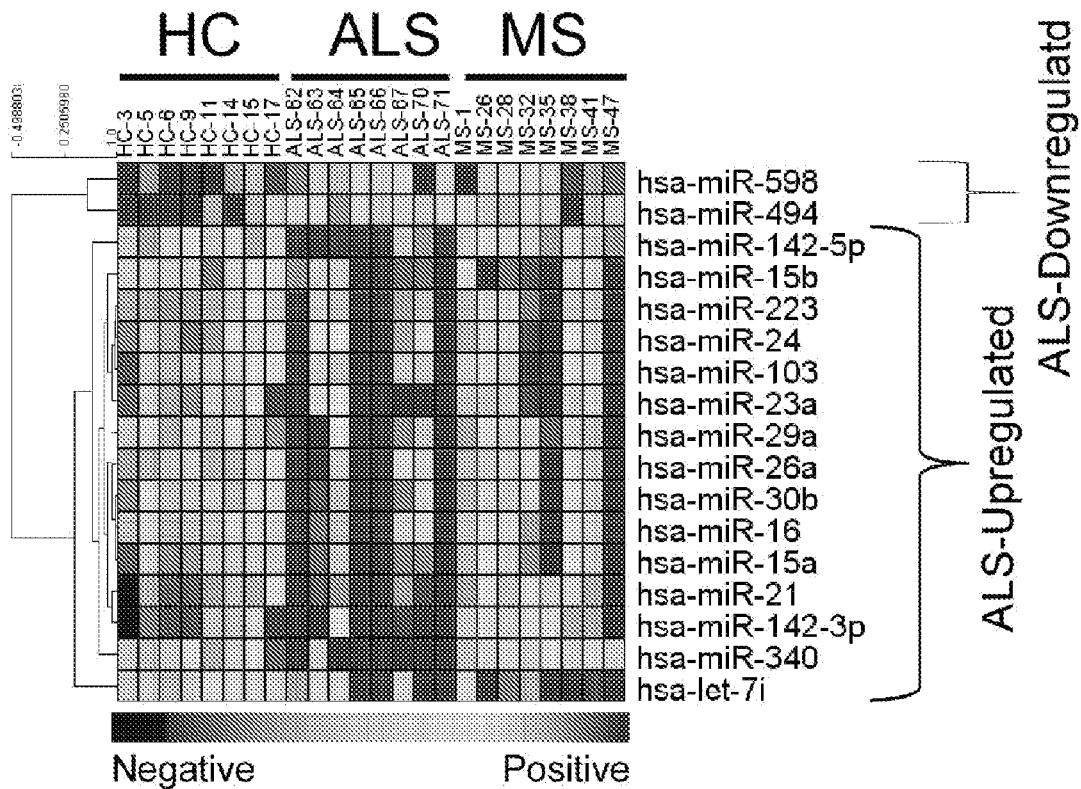 HC ALS MS
-0.4988031 0.2505980 1.0
HC-3 HC-5 HC-6 HC-9 HC-11 HC-14 HC-15 HC-17 ALS-62 ALS-63 ALS-64 ALS-65 ALS-66 ALS-67 ALS-70 ALS-71 MS-1 MS-26 MS-28 MS-32 MS-35 MS-38 MS-41 MS-47
hsa-miR-598
hsa-miR-494
hsa-miR-142-5p
hsa-miR-15b
hsa-miR-223
hsa-miR-24
hsa-miR-103
hsa-miR-23a
hsa-miR-29a
hsa-miR-26a
hsa-miR-30b
hsa-miR-16
hsa-miR-15a
hsa-miR-21
hsa-miR-142-3p
hsa-miR-340
hsa-let-7i
ALS-Downregulatd
ALS-Upregulated
Negative Positive